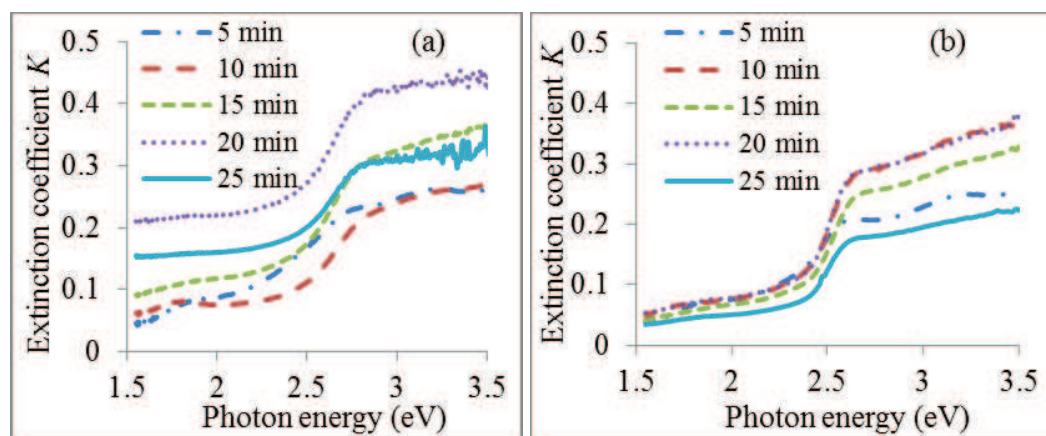 (a)
Extinction coefficient K
0.5
0.4
0.3
0.2
0.1
0
5 min
10 min
15 min
20 min
25 min
1.5
2
2.5
3
3.5
Photon energy (eV)
(b)
Extinction coefficient K
0.5
0.4
0.3
0.2
0.1
0
5 min
10 min
15 min
20 min
25 min
1.5
2
2.5
3
3.5
Photon energy (eV)